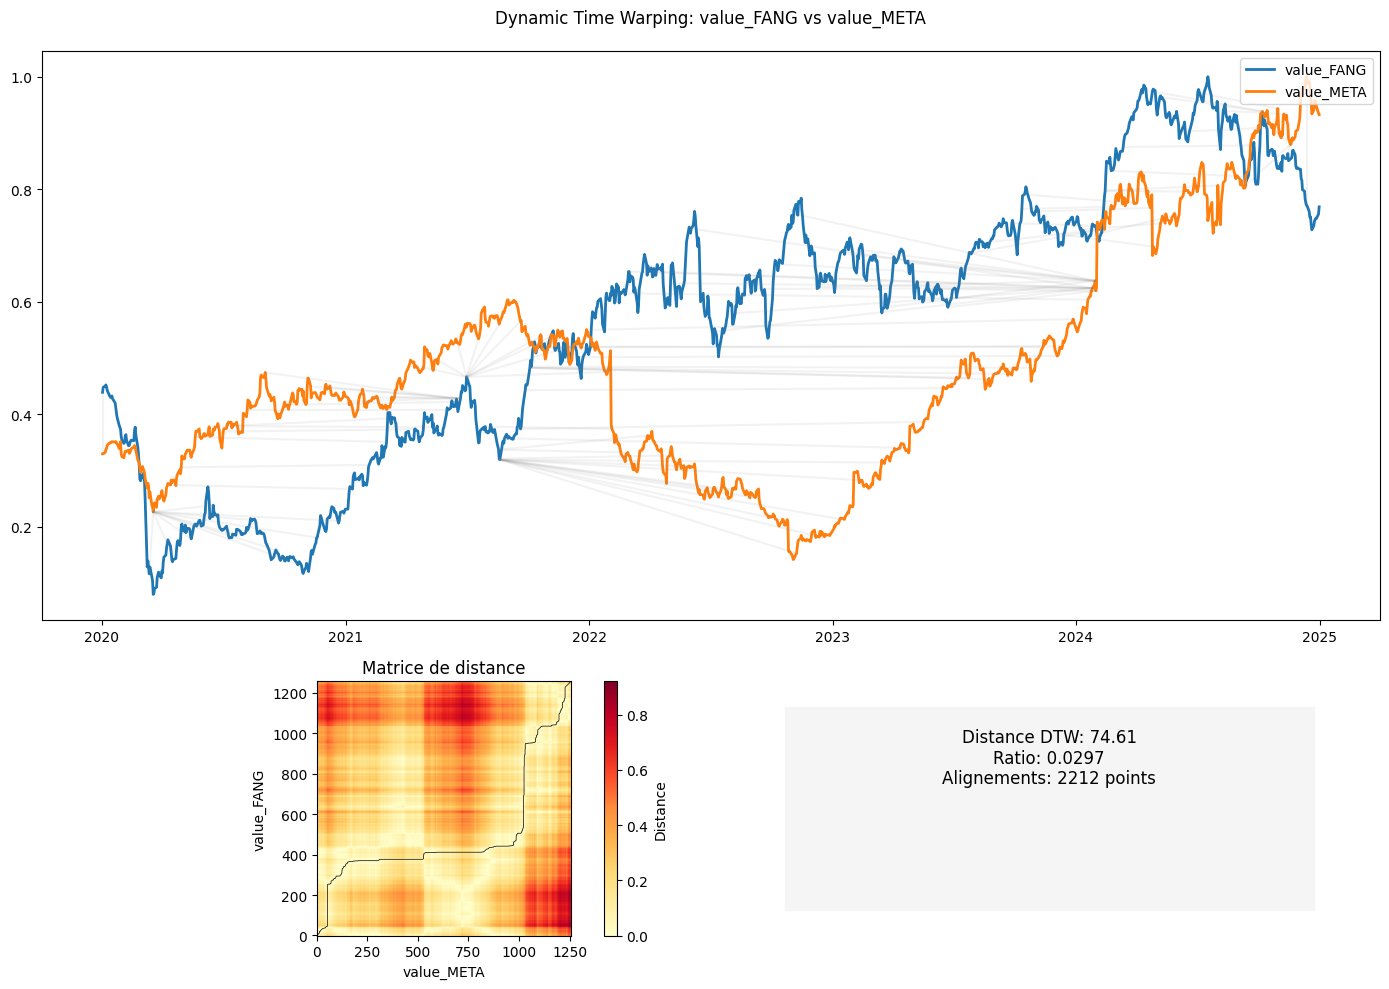 Dynamic Time Warping: value_FANG vs value_META
value_FANG
value_META
1.0
0.8
0.6
0.4
0.2
2020 2021 2022 2023 2024 2025
Matrice de distance
value_FANG
1200
1000
800
600
400
200
0
0 250 500 750 1000 1250
value_META
0.8
0.6
0.4
0.2
0.0
Distance
Distance DTW: 74.61
Ratio: 0.0297
Alignements: 2212 points